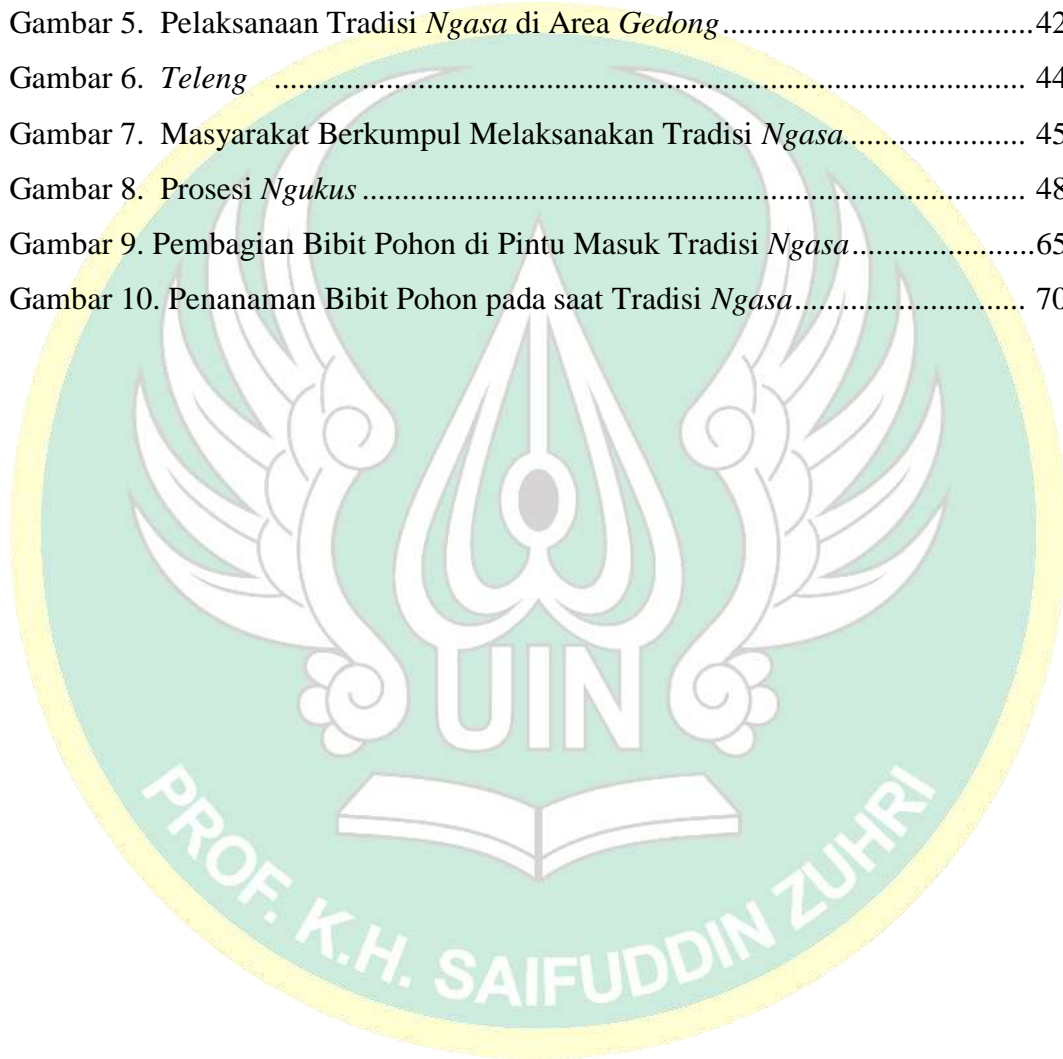 Gambar 5.  Pelaksanaan Tradisi Ngasa di Area Gedong....................................42
Gambar 6.  Teleng   ................................................................................ 44
Gambar 7.  Masyarakat Berkumpul Melaksanakan Tradisi Ngasa..................... 45
Gambar 8.  Prosesi Ngukus ...................................................................... 48
Gambar 9. Pembagian Bibit Pohon di Pintu Masuk Tradisi Ngasa.....................65
Gambar 10. Penanaman Bibit Pohon pada saat Tradisi Ngasa.......................... 70
UIN
PROF. K.H. SAIFUDDIN ZUHRI